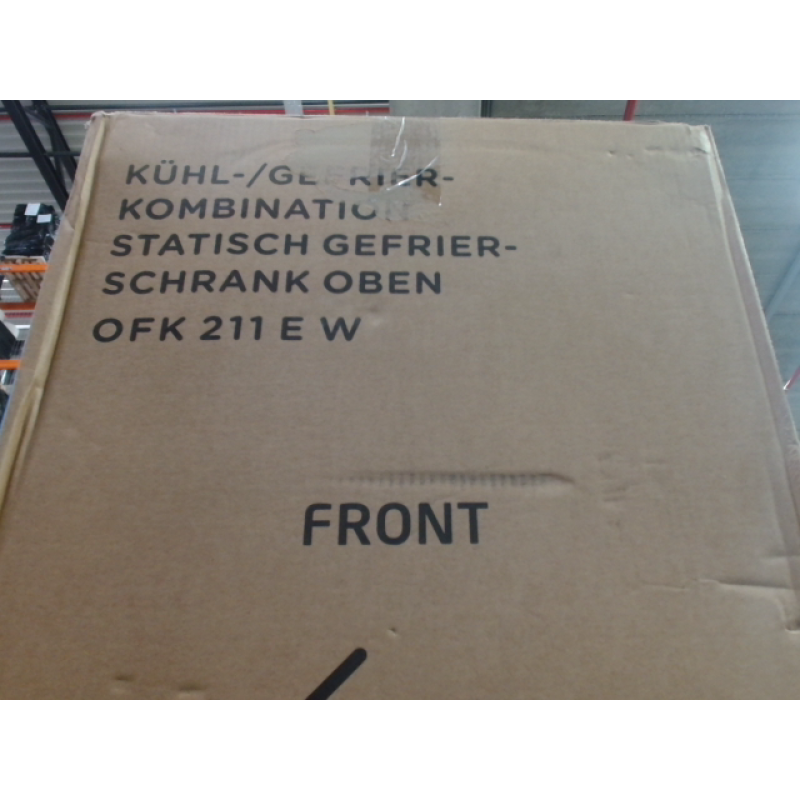 KÜHL-/GEFRIER-
KOMBINATION
STATISCH GEFRIER-
SCHRANK OBEN
OFK 211 E W
FRONT